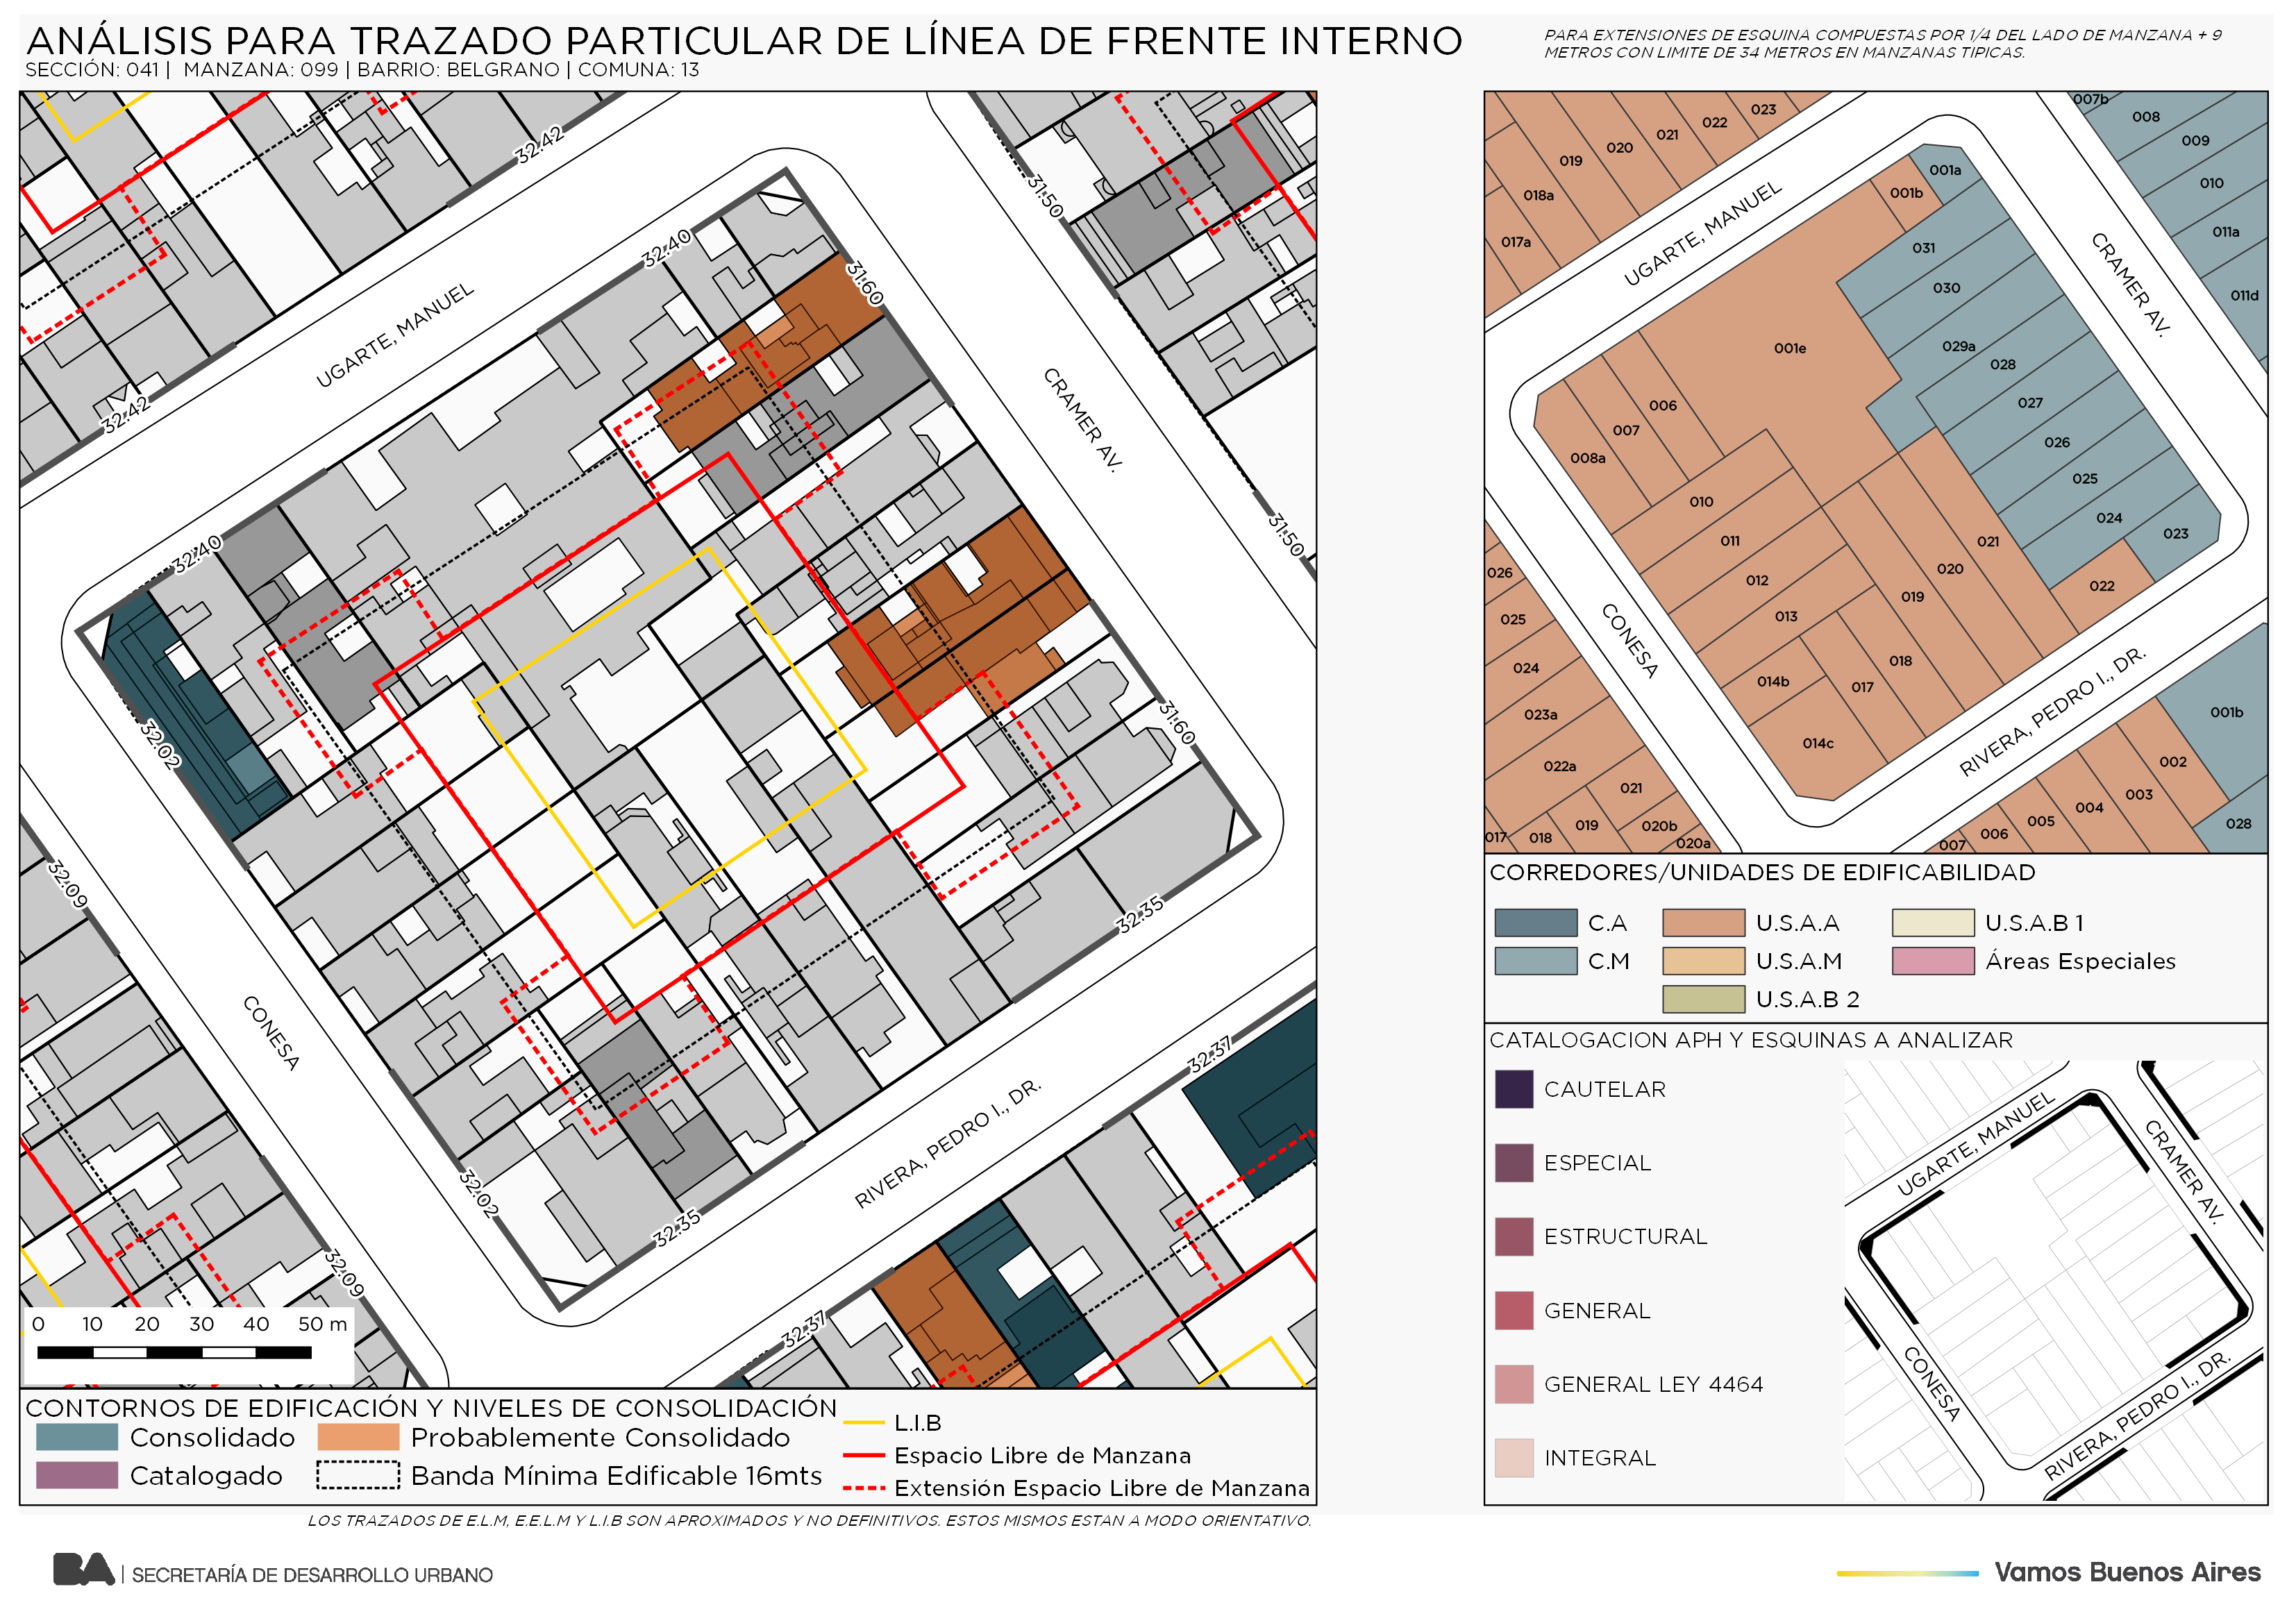 ANÁLISIS PARA TRAZADO PARTICULAR DE LÍNEA DE FRENTE INTERNO
SECCIÓN: 041 | MANZANA: 099 | BARRIO: BELGRANO | COMUNA: 13
PARA EXTENSIONES DE ESQUINA COMPUESTAS POR 1/4 DEL LADO DE MANZANA + 9
METROS CON LIMITE DE 34 METROS EN MANZANAS TIPICAS.
32.42
31.50
32.40
31.60
UGARTE, MANUEL
32.42
CRAMER AV.
32.40
31.50
32.02
31.60
32.09
32.35
CONESA
32.37
RIVERA, PEDRO I., DR.
32.02
32.35
32.09
32.37
0 10 20 30 40 50 m
CONTORNOS DE EDIFICACIÓN Y NIVELES DE CONSOLIDACIÓN
Consolidado
Probablemente Consolidado
Catalogado
Banda Mínima Edificable 16mts
L.I.B
Espacio Libre de Manzana
Extensión Espacio Libre de Manzana
LOS TRAZADOS DE E.L.M, E.E.L.M Y L.I.B SON APROXIMADOS Y NO DEFINITIVOS. ESTOS MISMOS ESTAN A MODO ORIENTATIVO.
023
022
021
020
019
018a
017a
007b
008
009
010
011a
011d
UGARTE, MANUEL
CRAMER AV.
001a
001b
031
030
001e
029a
028
006
027
007
026
008a
025
010
024
011
023
021
012
020
022
013
019
018
014b
017
014c
CONESA
RIVERA, PEDRO I., DR.
026
025
024
023a
022a
021
019
020b
017
018
020a
001b
002
003
004
005
006
007
028
CORREDORES/UNIDADES DE EDIFICABILIDAD
C.A
U.S.A.A
U.S.A.B 1
C.M
U.S.A.M
Áreas Especiales
U.S.A.B 2
CATALOGACION APH Y ESQUINAS A ANALIZAR
CAUTELAR
ESPECIAL
ESTRUCTURAL
GENERAL
GENERAL LEY 4464
INTEGRAL
UGARTE, MANUEL
CRAMER AV.
CONESA
RIVERA, PEDRO I., DR.
BA | SECRETARÍA DE DESARROLLO URBANO
Vamos Buenos Aires